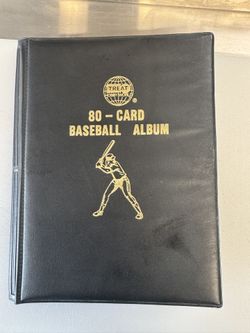 TREAT
®
80 - CARD
BASEBALL ALBUM